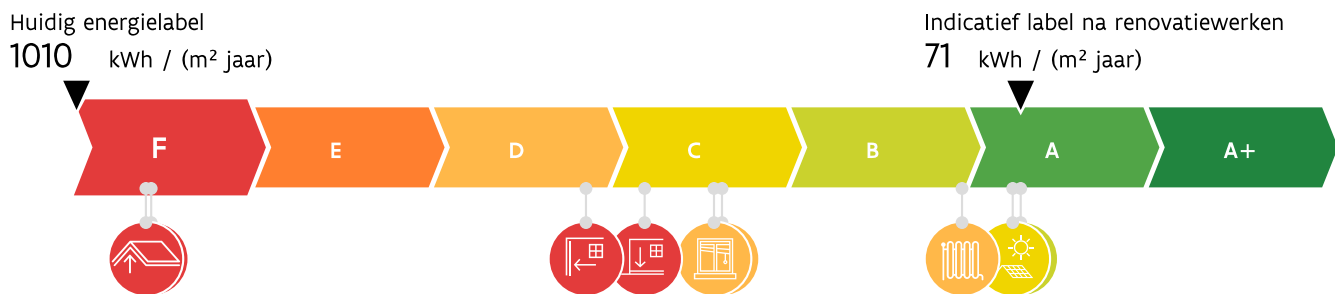 Huidig energielabel
1010 kWh / (m² jaar)
Indicatief label na renovatiewerken
71 kWh / (m² jaar)
F E D C B A A+